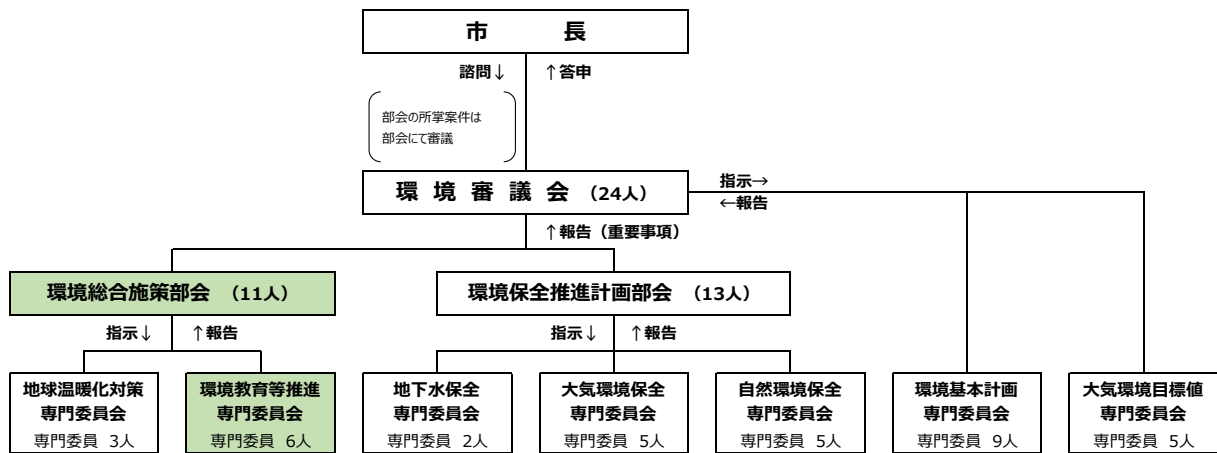 市　長
諮問↓　↑答申
部会の所掌案件は
部会にて審議
環境審議会（24人）
指示→
←報告
↑報告（重要事項）
環境総合施策部会（11人）
環境保全推進計画部会（13人）
指示↓　↑報告
指示↓　↑報告
地球温暖化対策
専門委員会
専門委員 3人
環境教育等推進
専門委員会
専門委員 6人
地下水保全
専門委員会
専門委員 2人
大気環境保全
専門委員会
専門委員 5人
自然環境保全
専門委員会
専門委員 5人
環境基本計画
専門委員会
専門委員 9人
大気環境目標値
専門委員会
専門委員 5人